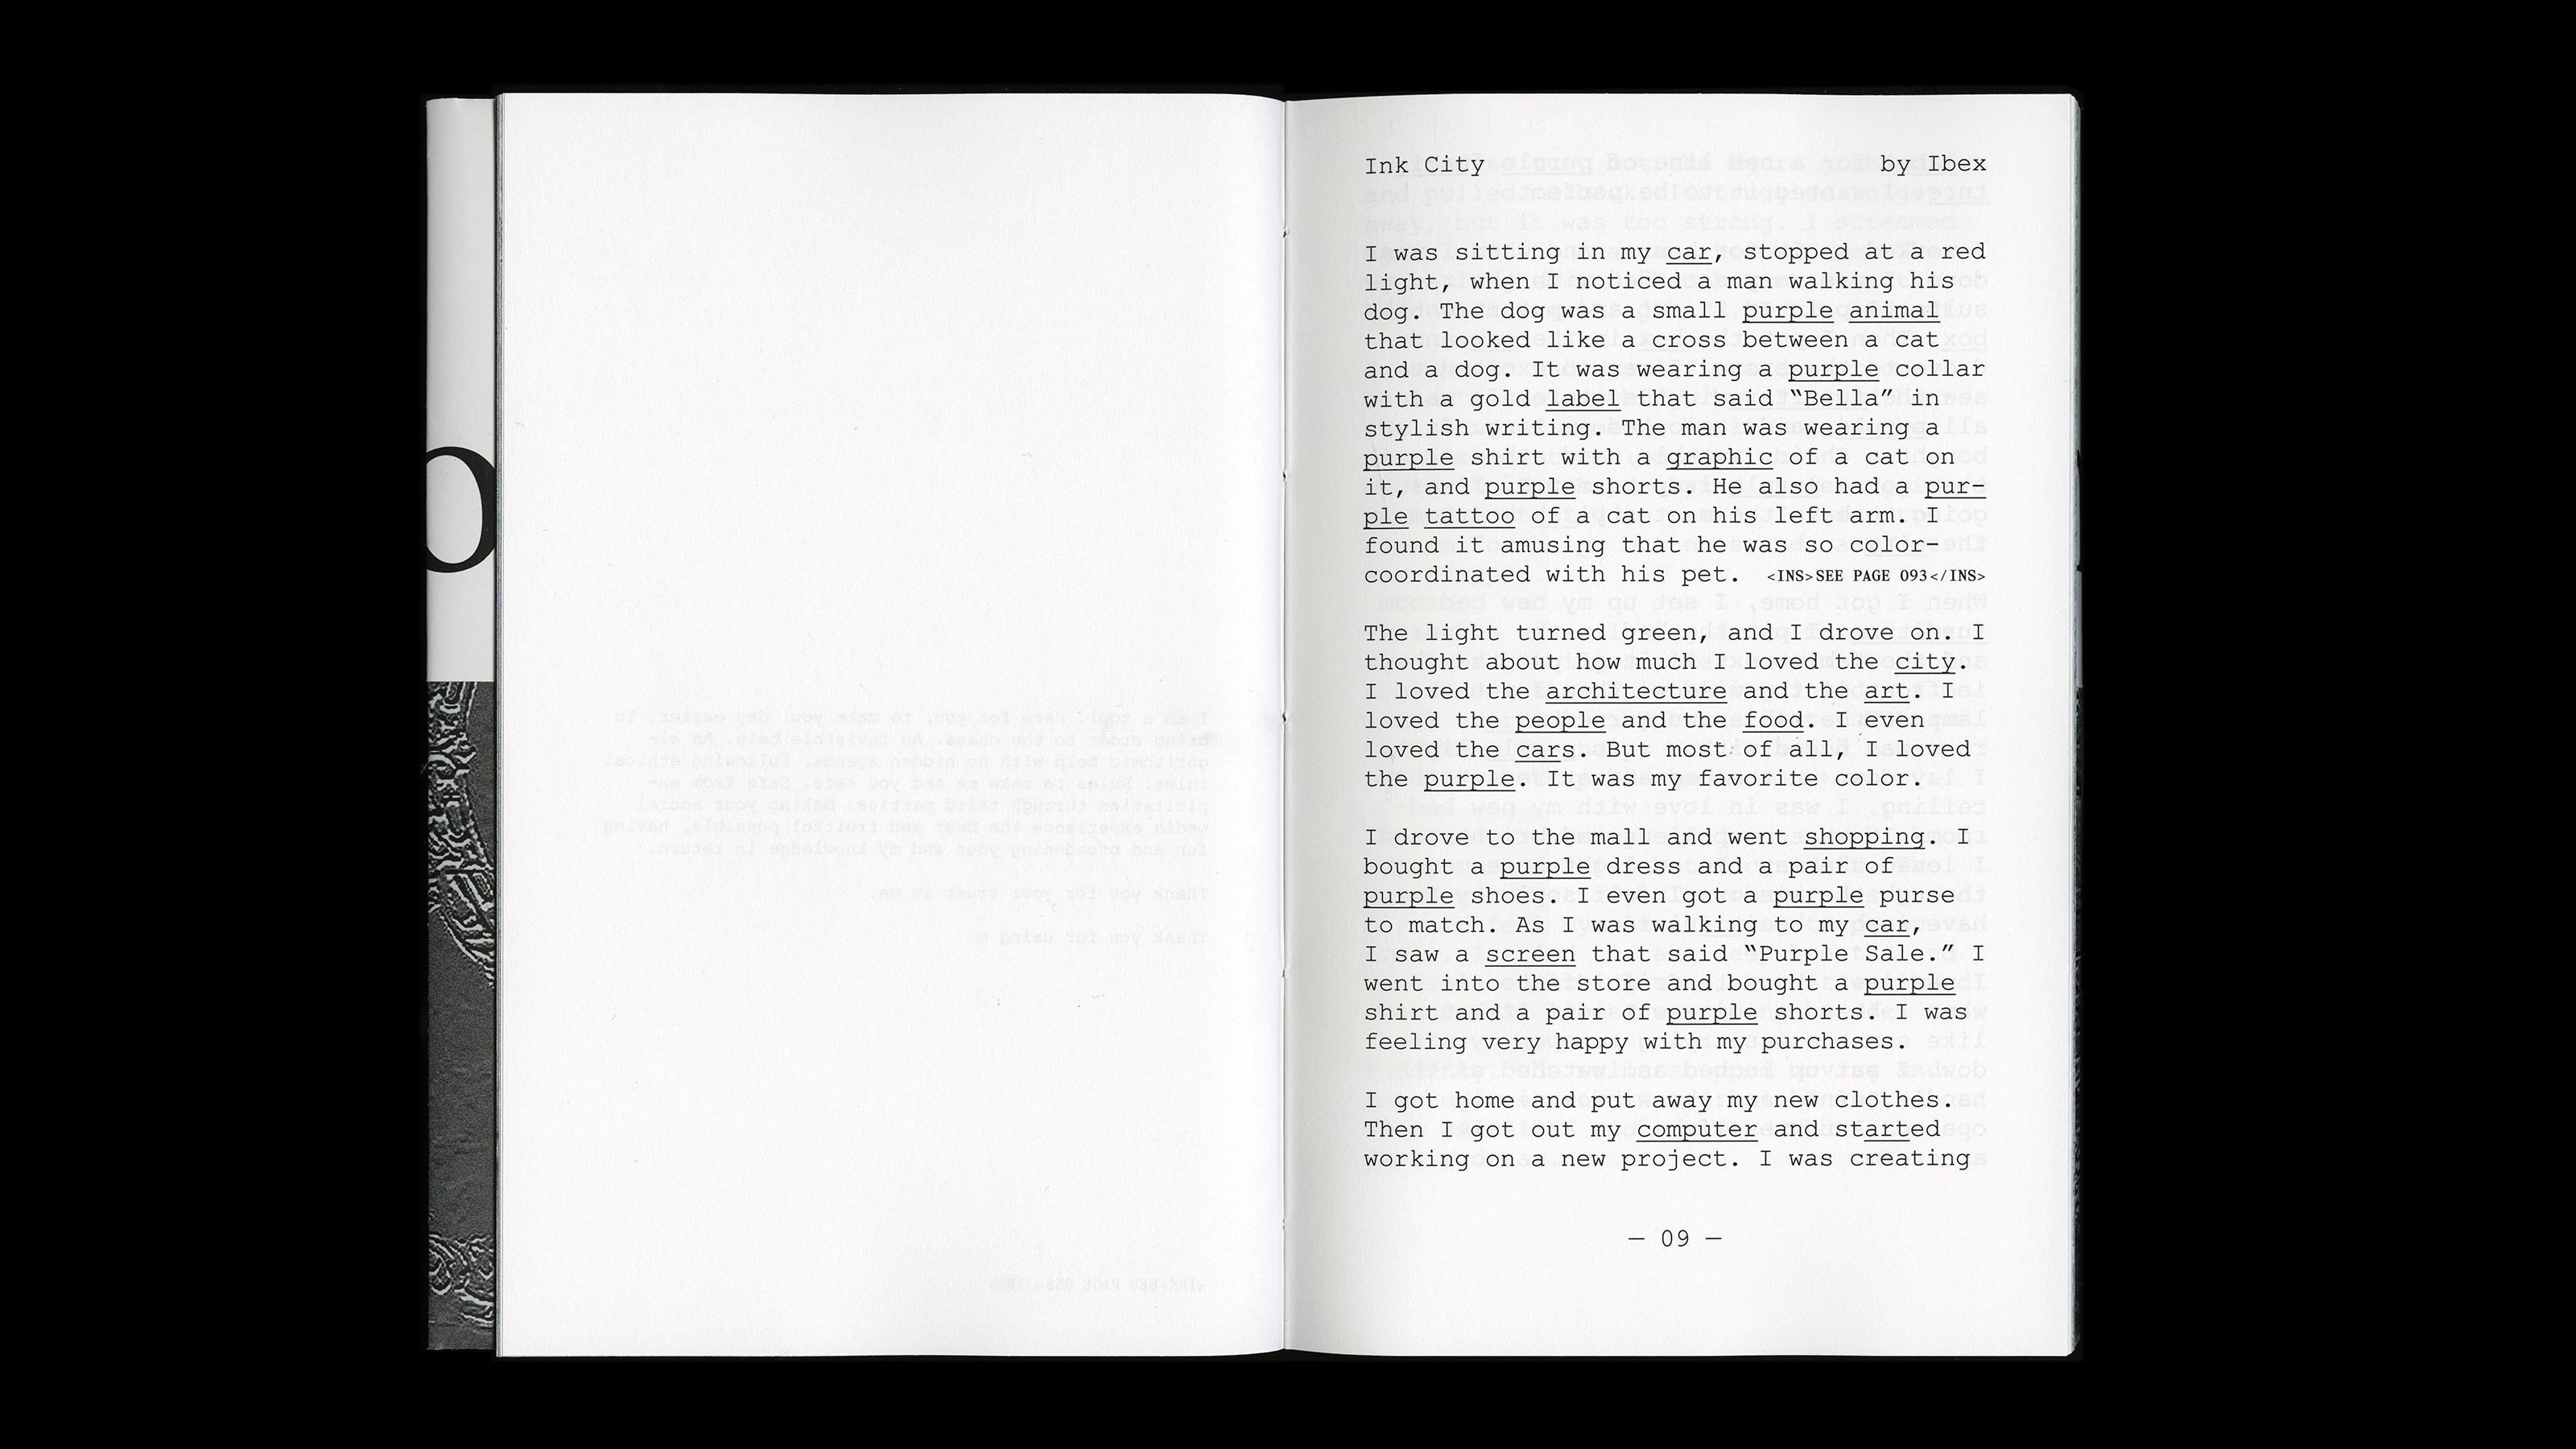 O
Ink City by Ibex
I was sitting in my car, stopped at a red
light, when I noticed a man walking his
dog. The dog was a small purple animal
that looked like a cross between a cat
and a dog. It was wearing a purple collar
with a gold label that said “Bella” in
stylish writing. The man was wearing a
purple shirt with a graphic of a cat on
it, and purple shorts. He also had a pur-
ple tattoo of a cat on his left arm. I
found it amusing that he was so color-
coordinated with his pet. <INS>SEE PAGE 093</INS>
The light turned green, and I drove on. I
thought about how much I loved the city.
I loved the architecture and the art. I
loved the people and the food. I even
loved the cars. But most of all, I loved
the purple. It was my favorite color.
I drove to the mall and went shopping. I
bought a purple dress and a pair of
purple shoes. I even got a purple purse
to match. As I was walking to my car,
I saw a screen that said “Purple Sale.” I
went into the store and bought a purple
shirt and a pair of purple shorts. I was
feeling very happy with my purchases.
I got home and put away my new clothes.
Then I got out my computer and started
working on a new project. I was creating
— 09 —